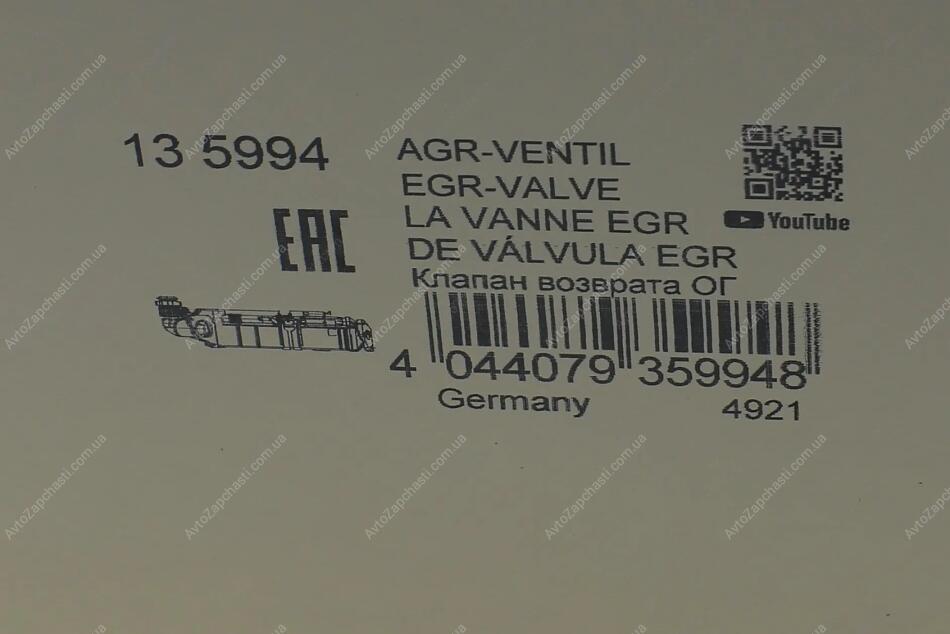 13 5994
AGR-VENTIL
EGR-VALVE
LA VANNE EGR
DE VÁLVULA EGR
Клапан возврата ОГ
EAC
YouTube
4 044079 359948
Germany
4921
AvtoZapchasti.com.ua